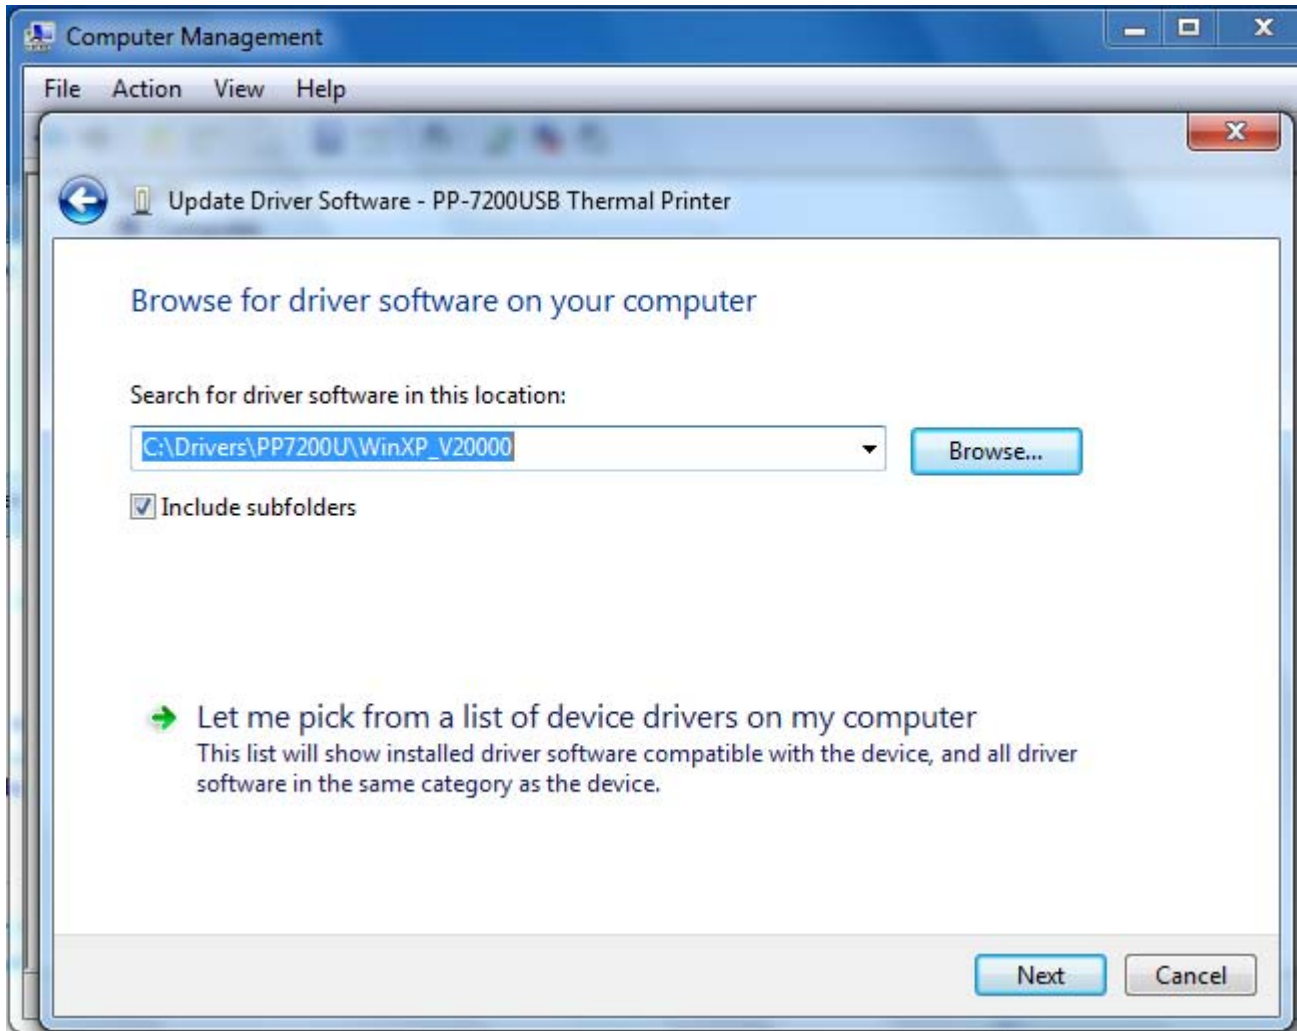 Computer Management
File Action View Help
Update Driver Software - PP-7200USB Thermal Printer
Browse for driver software on your computer
Search for driver software in this location:
C:\Drivers\PP7200U\WinXP_V20000
Browse...
Include subfolders
Let me pick from a list of device drivers on my computer
This list will show installed driver software compatible with the device, and all driver
software in the same category as the device.
Next Cancel